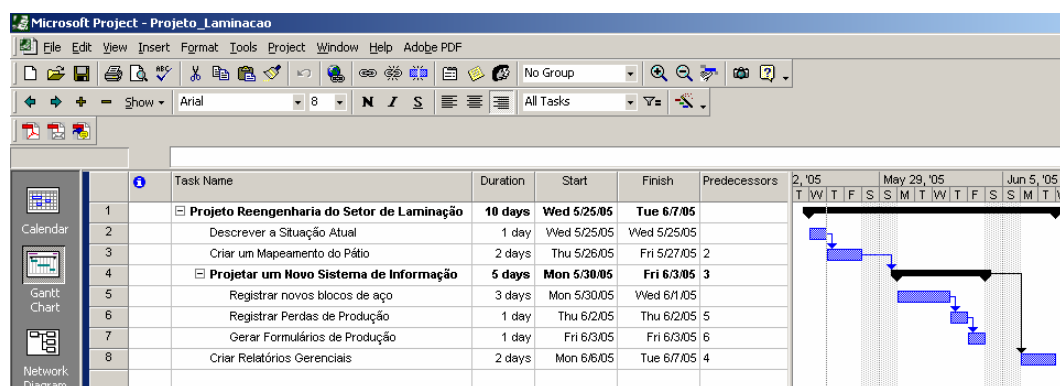 Microsoft Project - Projeto_Laminacao
File Edit View Insert Format Tools Project Window Help Adobe PDF
ABC No Group
Show Arial 8 N I S All Tasks
Task Name Duration Start Finish Predecessors 2, '05 May 29, '05 Jun 5, '05
T W T F S S M T W T F S S M T
1 Projeto Reengenharia do Setor de Laminação 10 days Wed 5/25/05 Tue 6/7/05
Calendar 2 Descrever a Situação Atual 1 day Wed 5/25/05 Wed 5/25/05
3 Criar um Mapeamento do Pátio 2 days Thu 5/26/05 Fri 5/27/05 2
4 Projetar um Novo Sistema de Informação 5 days Mon 5/30/05 Fri 6/3/05 3
Gantt Chart 5 Registrar novos blocos de aço 3 days Mon 5/30/05 Wed 6/1/05
6 Registrar Perdas de Produção 1 day Thu 6/2/05 Thu 6/2/05 5
7 Gerar Formulários de Produção 1 day Fri 6/3/05 Fri 6/3/05 6
8 Criar Relatórios Gerenciais 2 days Mon 6/6/05 Tue 6/7/05 4
Network
Diagram